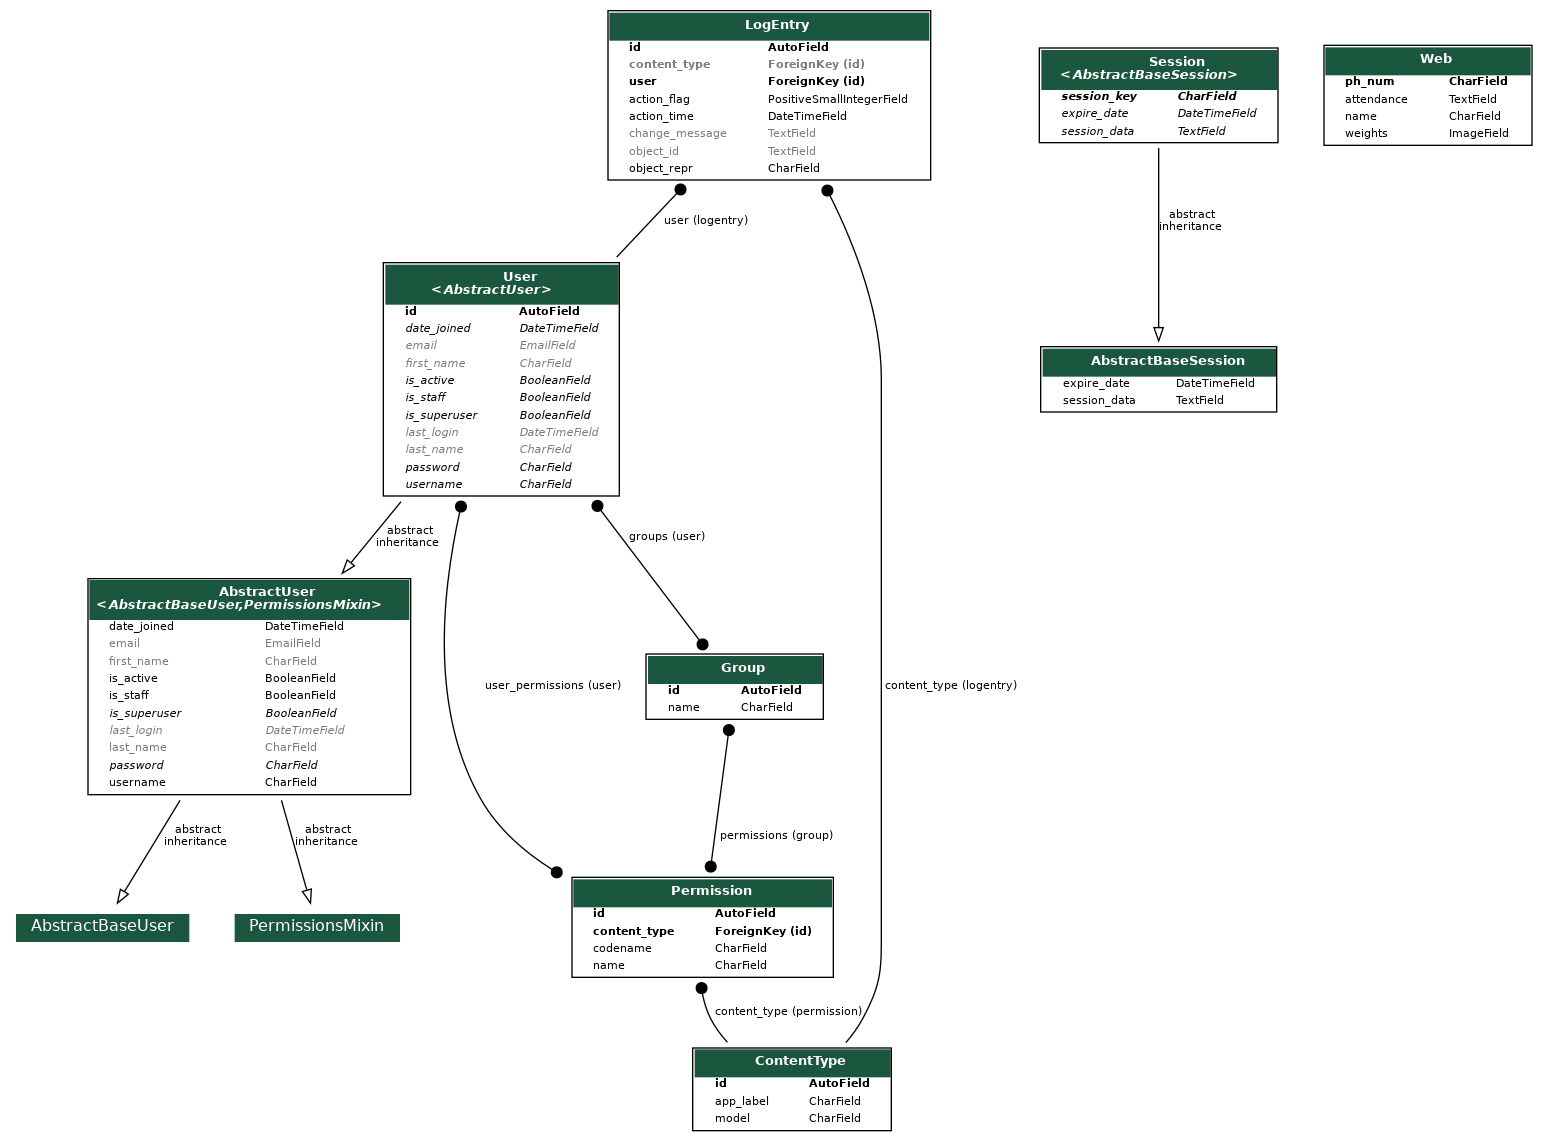 LogEntry
id AutoField
content_type ForeignKey (id)
user ForeignKey (id)
action_flag PositiveSmallIntegerField
action_time DateTimeField
change_message TextField
object_id TextField
object_repr CharField
Session
<AbstractBaseSession>
session_key CharField
expire_date DateTimeField
session_data TextField
Web
ph_num CharField
attendance TextField
name CharField
weights ImageField
user (logentry)
abstract
inheritance
User
<AbstractUser>
id AutoField
date_joined DateTimeField
email EmailField
first_name CharField
is_active BooleanField
is_staff BooleanField
is_superuser BooleanField
last_login DateTimeField
last_name CharField
password CharField
username CharField
AbstractBaseSession
expire_date DateTimeField
session_data TextField
abstract
inheritance
groups (user)
AbstractUser
<AbstractBaseUser,PermissionsMixin>
date_joined DateTimeField
email EmailField
first_name CharField
is_active BooleanField
is_staff BooleanField
is_superuser BooleanField
last_login DateTimeField
last_name CharField
password CharField
username CharField
user_permissions (user)
Group
id AutoField
name CharField
content_type (logentry)
abstract
inheritance
abstract
inheritance
permissions (group)
AbstractBaseUser
PermissionsMixin
Permission
id AutoField
content_type ForeignKey (id)
codename CharField
name CharField
content_type (permission)
ContentType
id AutoField
app_label CharField
model CharField